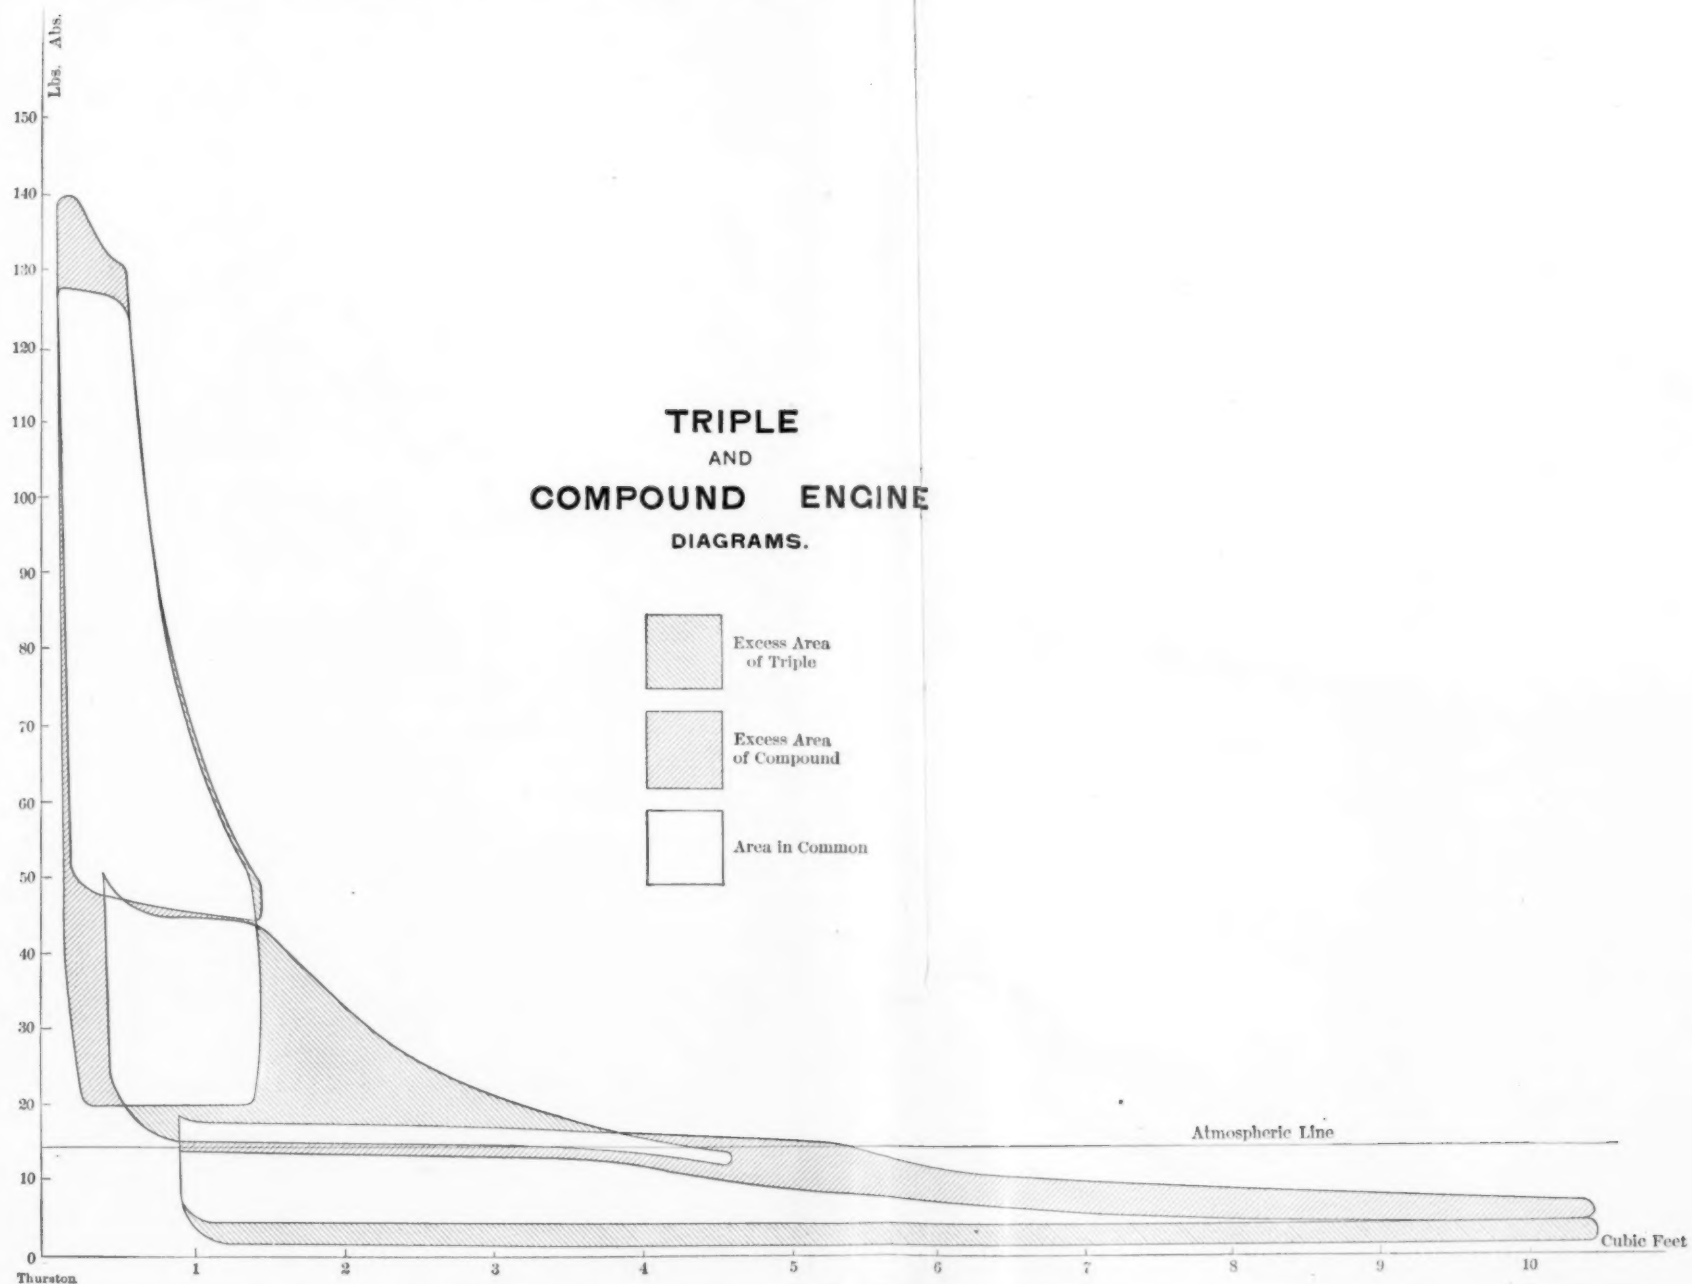 Lbs. Abs.
150
140
130
120
110
100
90
80
70
60
50
40
30
20
10
0
TRIPLE
AND
COMPOUND ENGINE
DIAGRAMS.
Excess Area
of Triple
Excess Area
of Compound
Area in Common
Atmospheric Line
Cubic Feet
1 2 3 4 5 6 7 8 9 10
Thurston